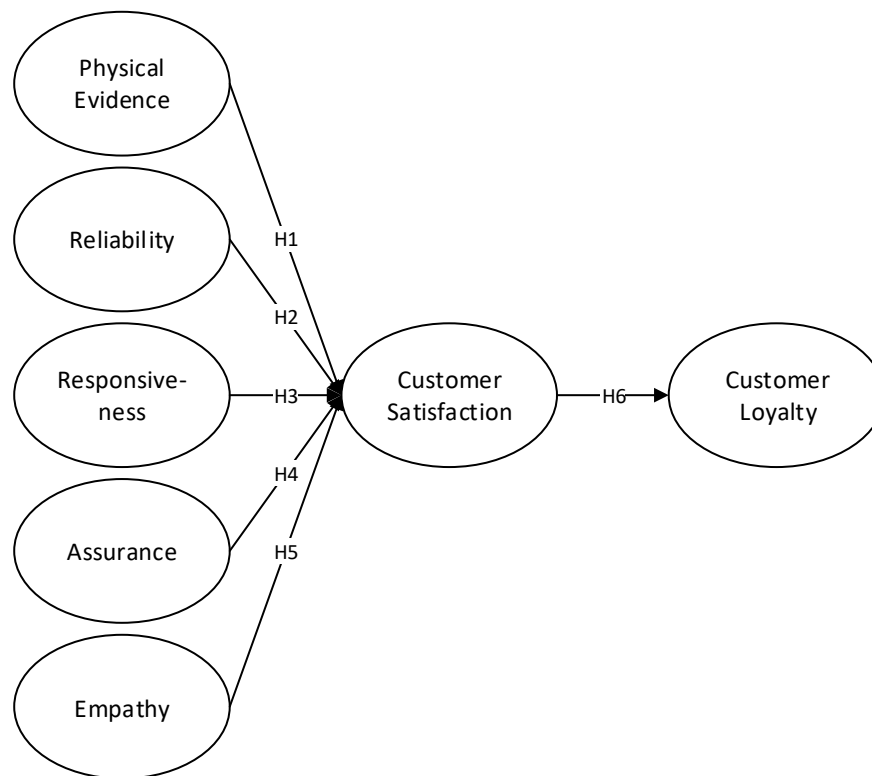 Physical
Evidence
H1
Reliability
H2
Responsive-
ness
H3
Customer
Satisfaction
H6
Customer
Loyalty
H4
Assurance
H5
Empathy